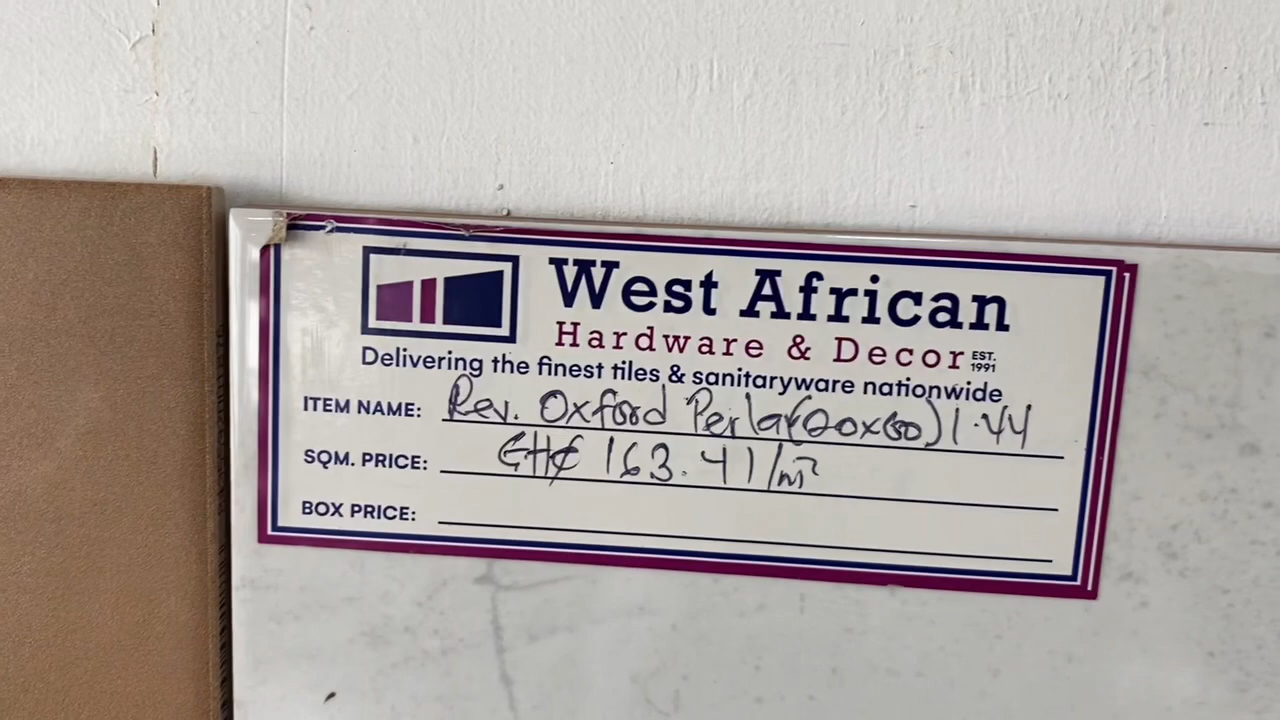 West African
Hardware & Decor EST. 1991
Delivering the finest tiles & sanitaryware nationwide
ITEM NAME: Rev. Oxford Perla 1.44
SQM. PRICE: GH₵ 163.41/m²
BOX PRICE: